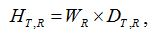 H_{T,R} = W_R × D_{T,R} ,